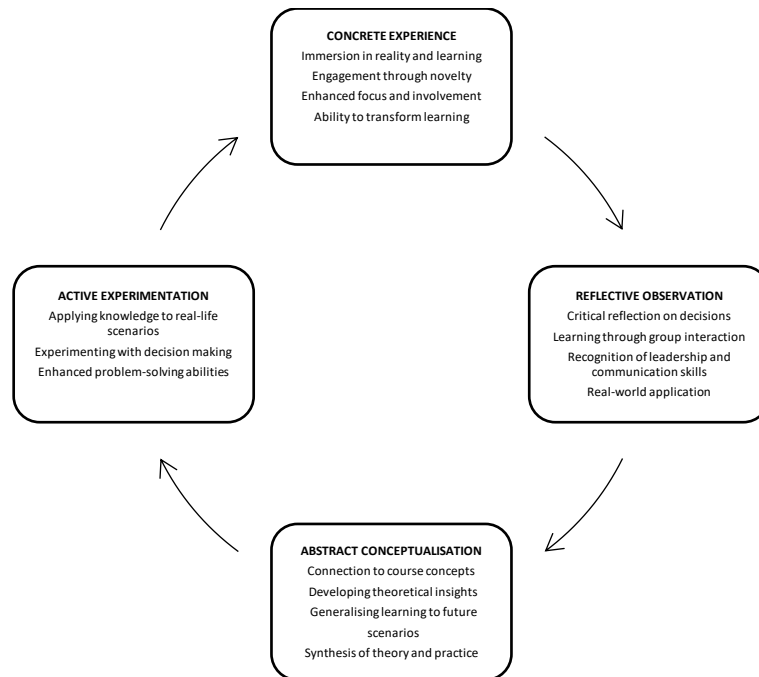 CONCRETE EXPERIENCE
Immersion in reality and learning
Engagement through novelty
Enhanced focus and involvement
Ability to transform learning
ACTIVE EXPERIMENTATION
Applying knowledge to real-life
scenarios
Experimenting with decision making
Enhanced problem-solving abilities
REFLECTIVE OBSERVATION
Critical reflection on decisions
Learning through group interaction
Recognition of leadership and
communication skills
Real-world application
ABSTRACT CONCEPTUALISATION
Connection to course concepts
Developing theoretical insights
Generalising learning to future
scenarios
Synthesis of theory and practice